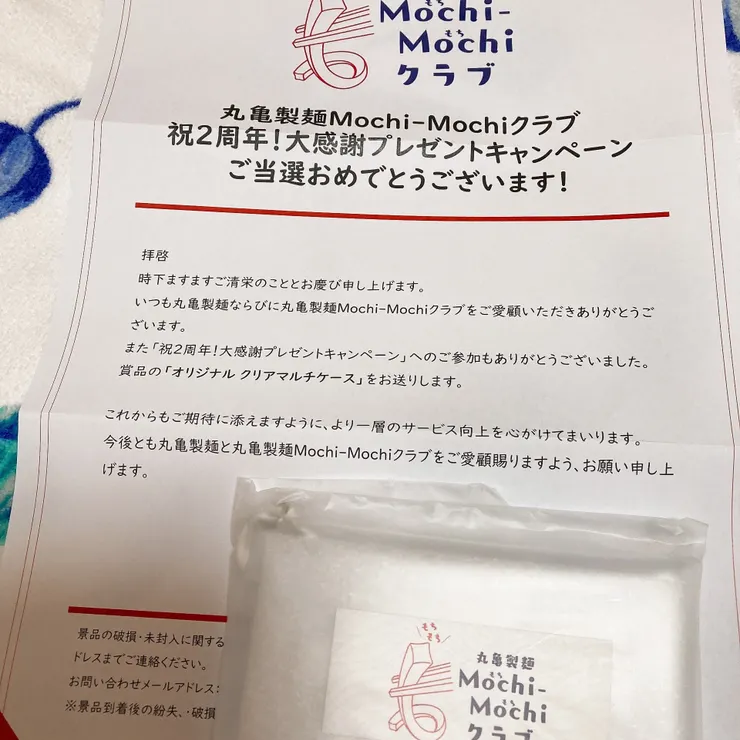 もち
Mochi-
もち
Mochi
クラブ
丸亀製麺Mochi-Mochiクラブ
祝2周年!大感謝プレゼントキャンペーン
ご当選おめでとうございます!
拝啓
時下ますますご清栄のこととお慶び申し上げます。
いつも丸亀製麺ならびに丸亀製麺Mochi-Mochiクラブをご愛顧いただきありがとうご
ざいます。
また「祝2周年!大感謝プレゼントキャンペーン」へのご参加もありがとうございました。
賞品の「オリジナル クリアマルチケース」をお送りします。
これからもご期待に添えますように、より一層のサービス向上を心がけてまいります。
今後とも丸亀製麺と丸亀製麺Mochi-Mochiクラブをご愛顧賜りますよう、お願い申し上
げます。
景品の破損・未封入に関する
ドレスまでご連絡ください。
お問い合わせメールアドレス:
※景品到着後の紛失、・破損
もち
もち
丸亀製麺
もち
Mochi-
もち
Mochi
クラブ